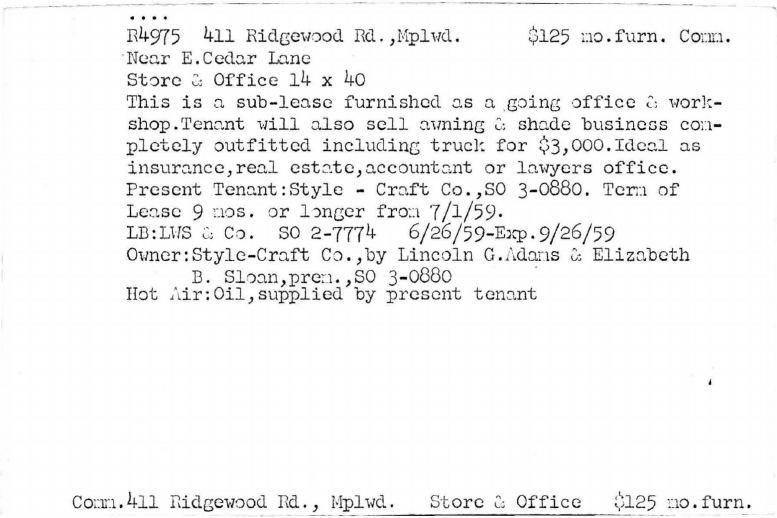 ....
R4975 411 Ridgewood Rd.,Mplwd. $125 mo.furn. Comm.
Near E.Cedar Lane
Store & Office 14 x 40
This is a sub-lease furnished as a going office & work-
shop.Tenant will also sell awning & shade business com-
pletely outfitted including truck for $3,000.Ideal as
insurance,real estate,accountant or lawyers office.
Present Tenant:Style - Craft Co.,SO 3-0880. Term of
Lease 9 mos. or longer from 7/1/59.
LB:LWS & Co. SO 2-7774 6/26/59-Exp.9/26/59
Owner:Style-Craft Co.,by Lincoln G.Adams & Elizabeth
B. Sloan,prem.,SO 3-0880
Hot Air:Oil,supplied by present tenant
Comm.411 Ridgewood Rd., Mplwd. Store & Office $125 mo.furn.